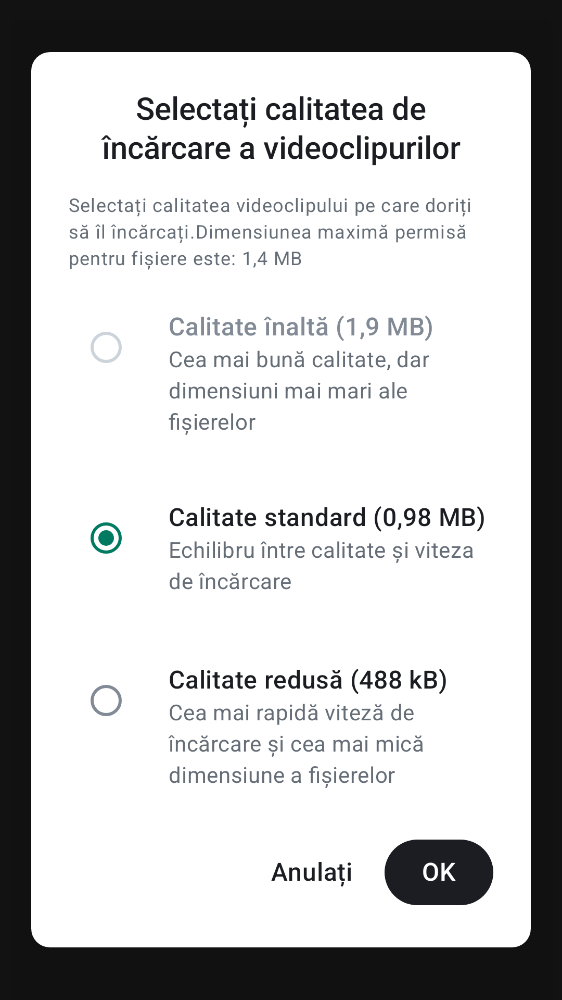 Selectați calitatea de
încărcare a videoclipurilor
Selectați calitatea videoclipului pe care doriți
să îl încărcați.Dimensiunea maximă permisă
pentru fișiere este: 1,4 MB
Calitate înaltă (1,9 MB)
Cea mai bună calitate, dar
dimensiuni mai mari ale
fișierelor
Calitate standard (0,98 MB)
Echilibru între calitate și viteza
de încărcare
Calitate redusă (488 kB)
Cea mai rapidă viteză de
încărcare și cea mai mică
dimensiune a fișierelor
Anulați
OK